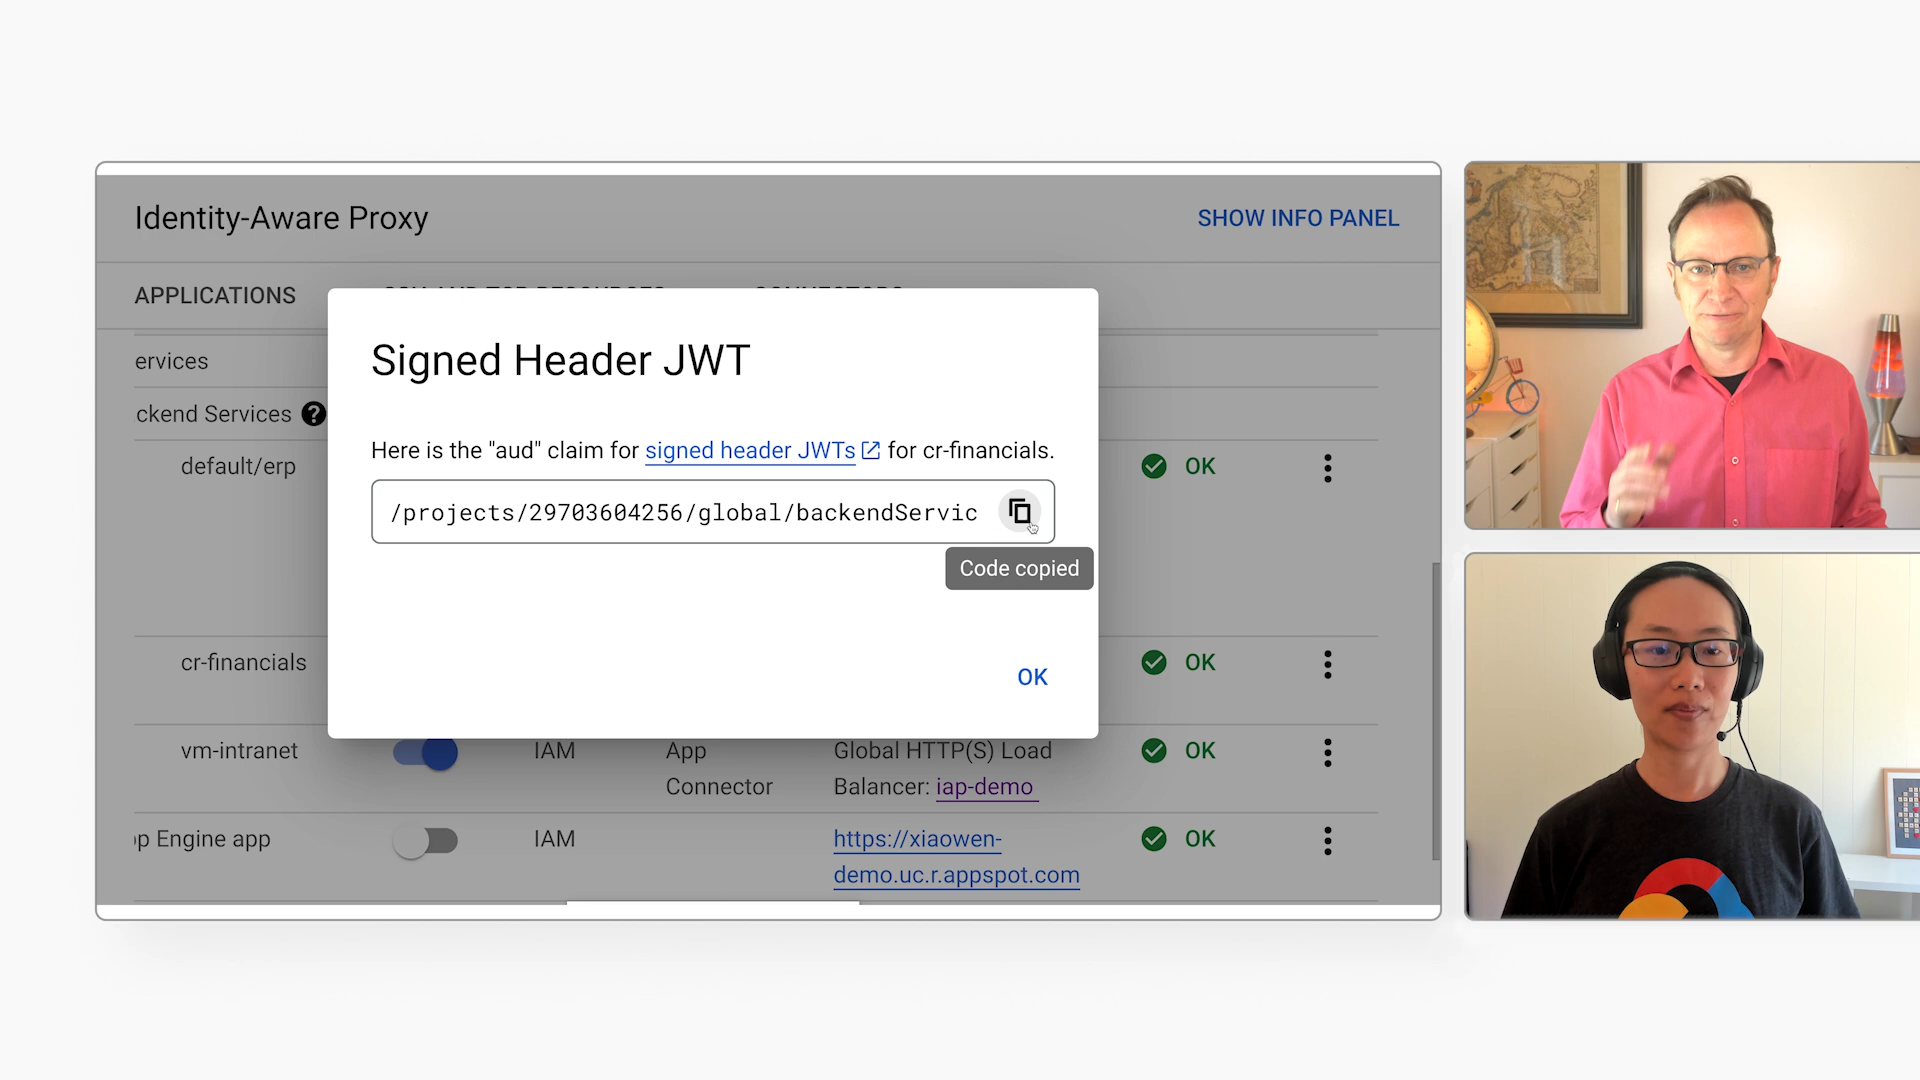 Identity-Aware Proxy
SHOW INFO PANEL
APPLICATIONS
ervices
ckend Services
default/erp
OK
Signed Header JWT
Here is the "aud" claim for signed header JWTs for cr-financials.
/projects/29703604256/global/backendServic
Code copied
OK
cr-financials
OK
vm-intranet
IAM
App
Connector
Global HTTP(S) Load
Balancer: iap-demo
OK
pp Engine app
IAM
https://xiaowen-
demo.uc.r.appspot.com
OK